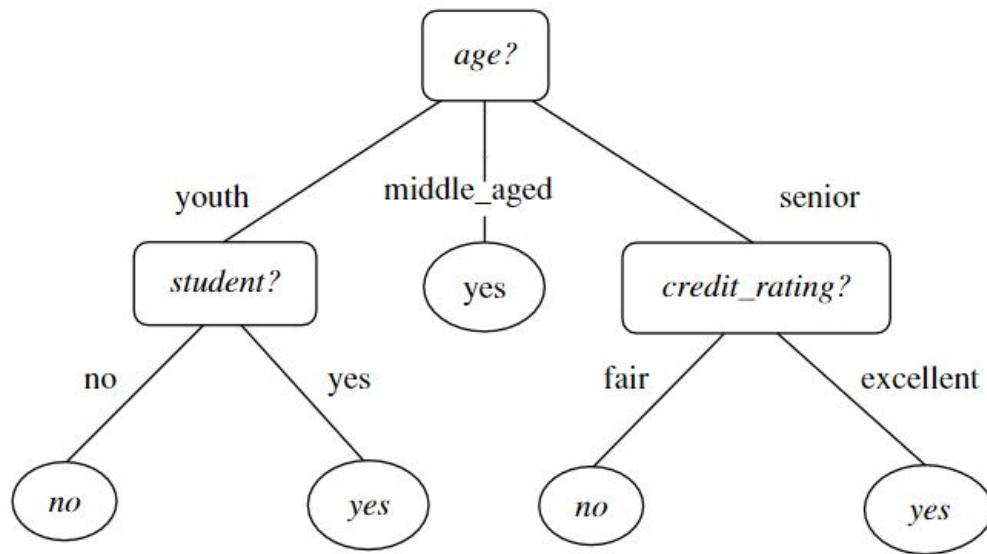 age?
youth
middle_aged
senior
student?
yes
credit_rating?
no
yes
fair
excellent
no
yes
no
yes